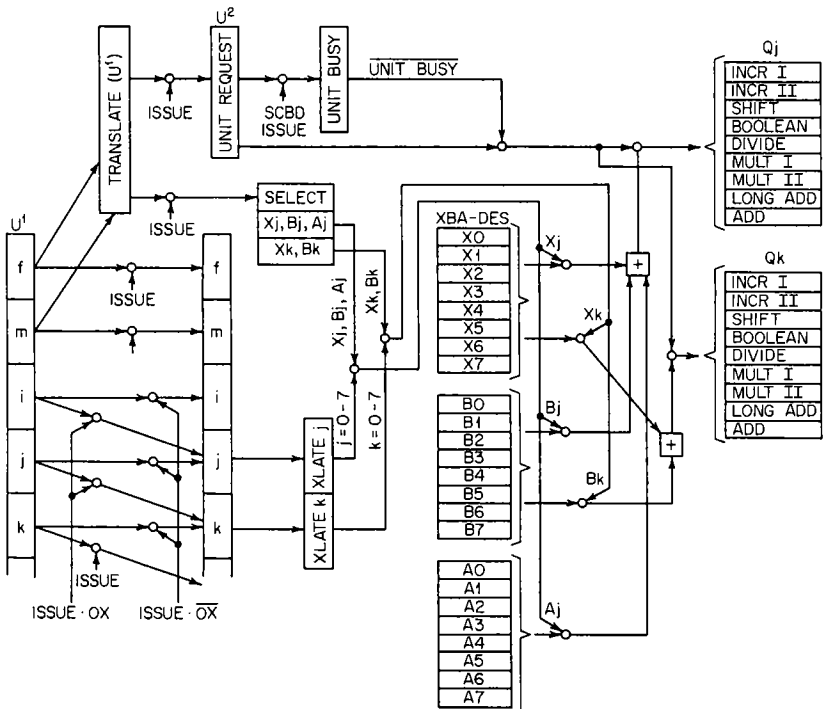 U²
TRANSLATE (U¹)
ISSUE
UNIT REQUEST
SCBD
ISSUE
UNIT BUSY
UNIT BUSY
Qj
INCR I
INCR II
SHIFT
BOOLEAN
DIVIDE
MULT I
MULT II
LONG ADD
ADD
ISSUE
SELECT
Xj, Bj, Aj
Xk, Bk
U¹
f
m
i
j
k
ISSUE
f
m
i
j
k
ISSUE
ISSUE · OX
ISSUE · OX
XLATE j
XLATE k
Xj, Bj, Aj
Xk, Bk
j = 0 - 7
k = 0 - 7
XBA-DES
X0
X1
X2
X3
X4
X5
X6
X7
B0
B1
B2
B3
B4
B5
B6
B7
A0
A1
A2
A3
A4
A5
A6
A7
Xj
Xk
Bj
Bk
Aj
+
+
Qk
INCR I
INCR II
SHIFT
BOOLEAN
DIVIDE
MULT I
MULT II
LONG ADD
ADD